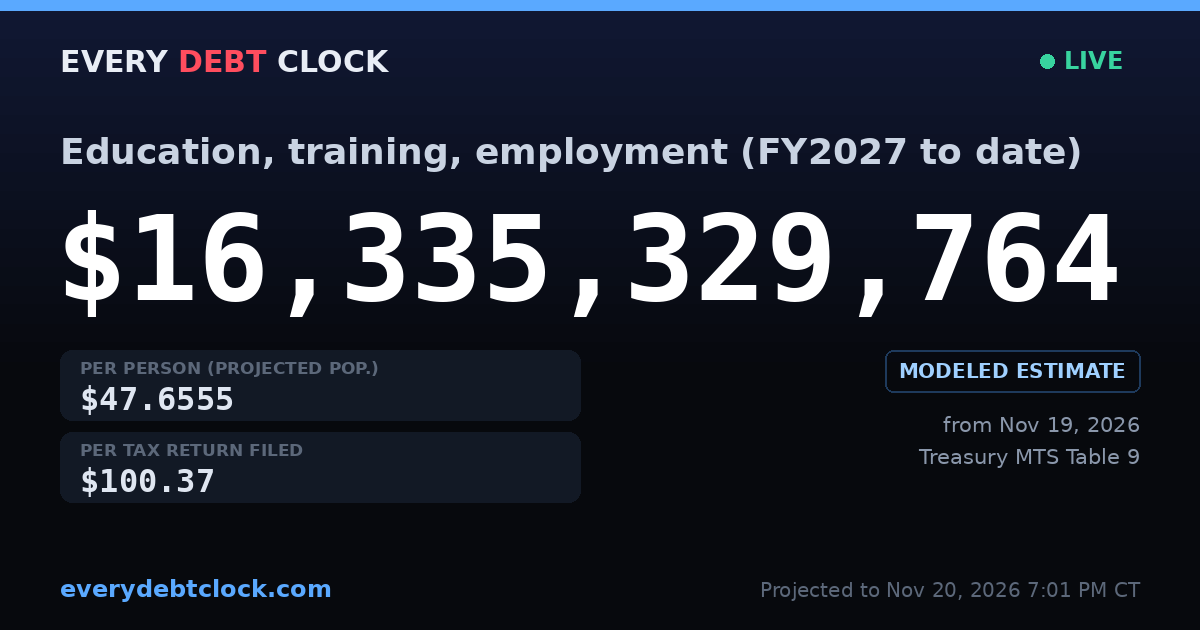 EVERY DEBT CLOCK
LIVE
Education, training, employment (FY2027 to date)
$16,335,329,764
PER PERSON (PROJECTED POP.)
$47.6555
PER TAX RETURN FILED
$100.37
MODELED ESTIMATE
from Nov 19, 2026
Treasury MTS Table 9
everydebtclock.com
Projected to Nov 20, 2026 7:01 PM CT